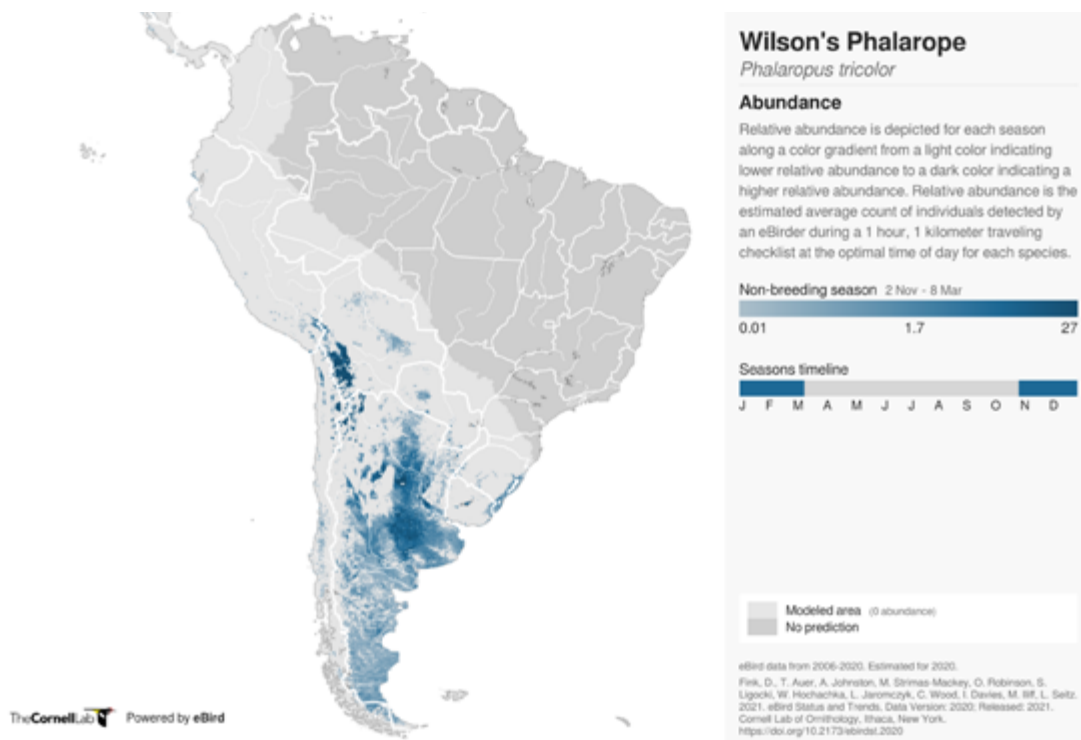 Wilson's Phalarope
Phalaropus tricolor
Abundance
Relative abundance is depicted for each season
along a color gradient from a light color indicating
lower relative abundance to a dark color indicating a
higher relative abundance. Relative abundance is the
estimated average count of individuals detected by
an eBirder during a 1 hour, 1 kilometer traveling
checklist at the optimal time of day for each species.
Non-breeding season 2 Nov - 8 Mar
0.01 1.7 27
Seasons timeline
J F M A M J J A S O N D
Modeled area (0 abundance)
No prediction
eBird data from 2006-2020. Estimated for 2020.
Fink, D., T. Auer, A. Johnston, M. Strimas-Mackey, O. Robinson, S.
Ligocki, W. Hochachka, L. Jaromczyk, C. Wood, I. Davies, M. Iliff, L. Seitz.
2021. eBird Status and Trends, Data Version: 2020; Released: 2021.
Cornell Lab of Ornithology, Ithaca, New York.
https://doi.org/10.2173/ebirdst.2020
TheCornellLab Powered by eBird